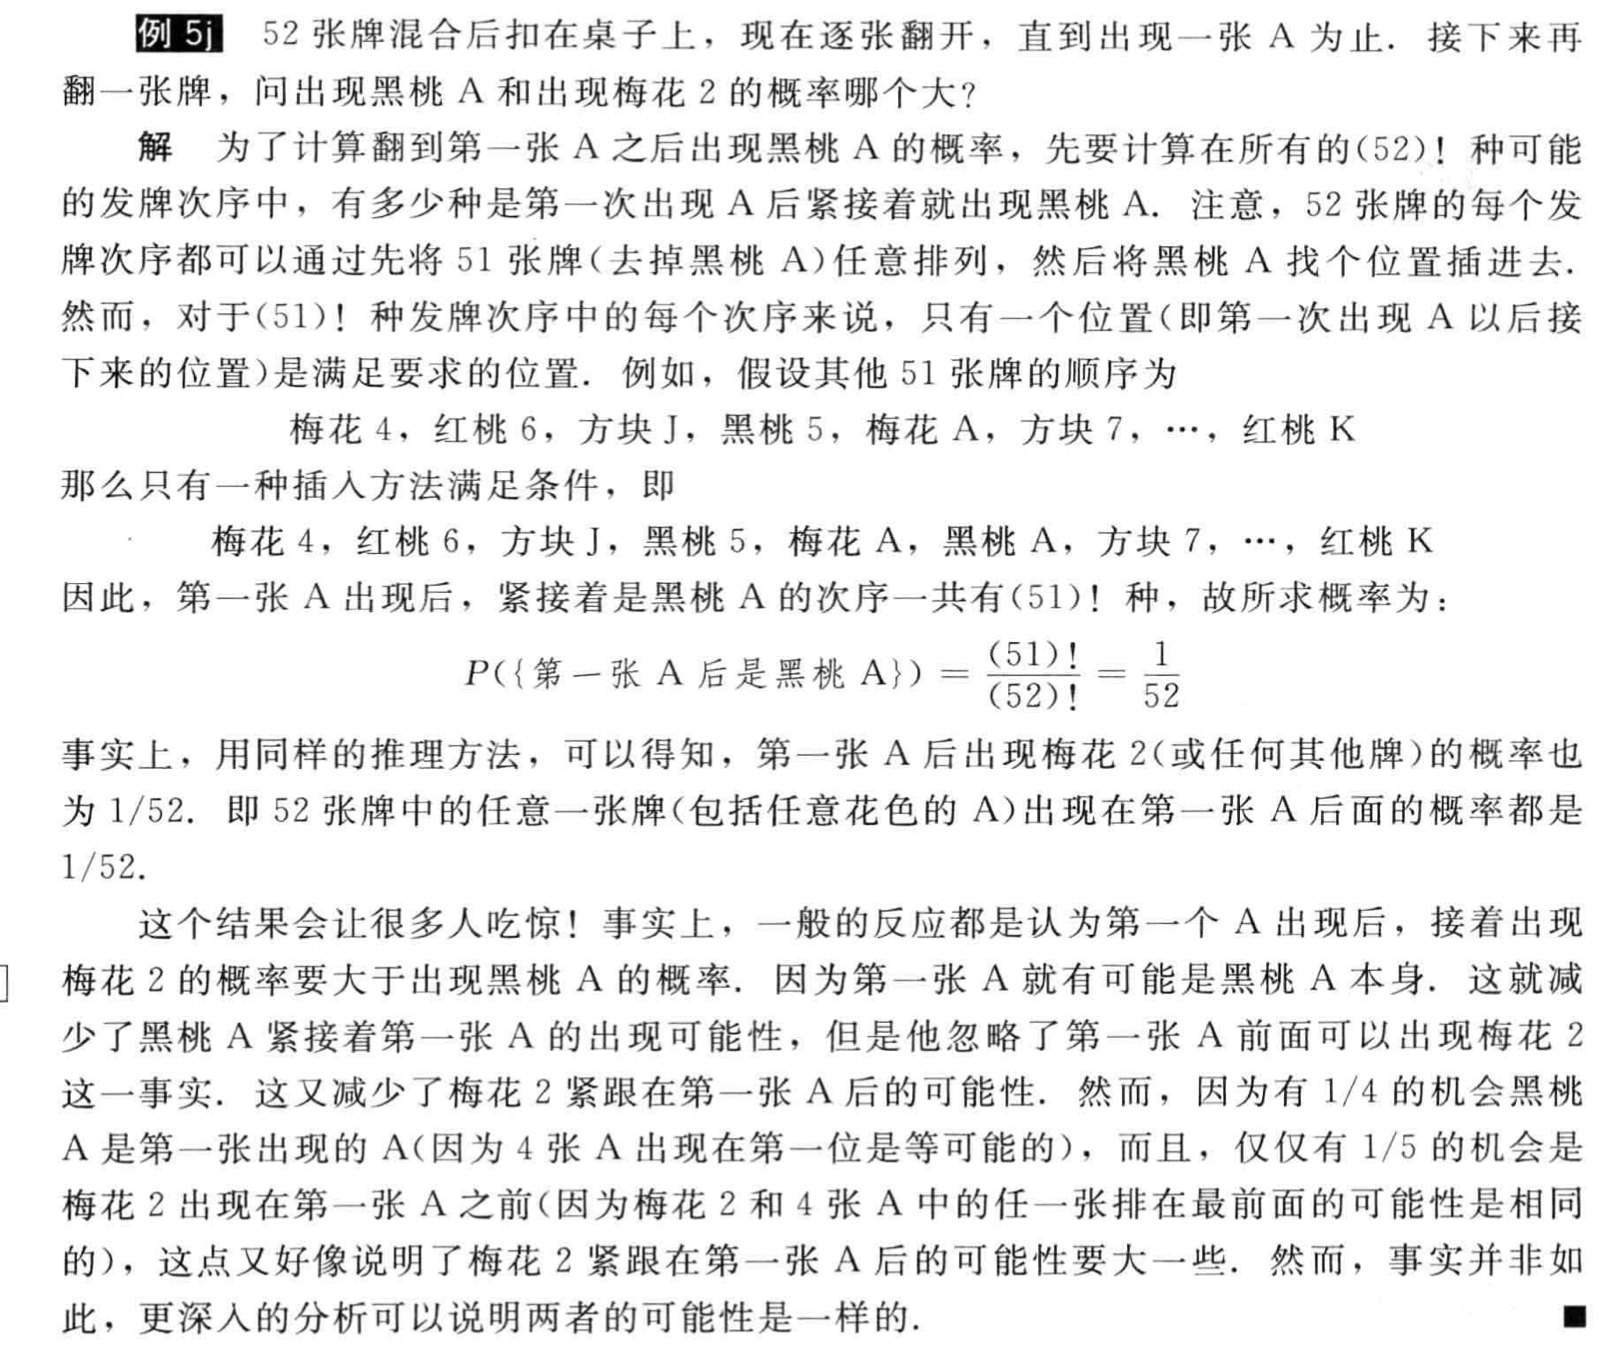 例 5j 52 张牌混合后扣在桌子上，现在逐张翻开，直到出现一张 A 为止．接下来再
翻一张牌，问出现黑桃 A 和出现梅花 2 的概率哪个大？
解 为了计算翻到第一张 A 之后出现黑桃 A 的概率，先要计算在所有的(52)！种可能
的发牌次序中，有多少种是第一次出现 A 后紧接着就出现黑桃 A．注意，52 张牌的每个发
牌次序都可以通过先将 51 张牌(去掉黑桃 A)任意排列，然后将黑桃 A 找个位置插进去．
然而，对于(51)！种发牌次序中的每个次序来说，只有一个位置(即第一次出现 A 以后接
下来的位置)是满足要求的位置．例如，假设其他 51 张牌的顺序为
梅花 4，红桃 6，方块 J，黑桃 5，梅花 A，方块 7，…，红桃 K
那么只有一种插入方法满足条件，即
梅花 4，红桃 6，方块 J，黑桃 5，梅花 A，黑桃 A，方块 7，…，红桃 K
因此，第一张 A 出现后，紧接着是黑桃 A 的次序一共有(51)！种，故所求概率为：
P({第一张 A 后是黑桃 A}) = (51)!/(52)! = 1/52
事实上，用同样的推理方法，可以得知，第一张 A 后出现梅花 2(或任何其他牌)的概率也
为 1/52．即 52 张牌中的任意一张牌(包括任意花色的 A)出现在第一张 A 后面的概率都是
1/52．
这个结果会让很多人吃惊！事实上，一般的反应都是认为第一个 A 出现后，接着出现
梅花 2 的概率要大于出现黑桃 A 的概率．因为第一张 A 就有可能是黑桃 A 本身．这就减
少了黑桃 A 紧接着第一张 A 的出现可能性，但是他忽略了第一张 A 前面可以出现梅花 2
这一事实．这又减少了梅花 2 紧跟在第一张 A 后的可能性．然而，因为有 1/4 的机会黑桃
A 是第一张出现的 A(因为 4 张 A 出现在第一位是等可能的)，而且，仅仅有 1/5 的机会是
梅花 2 出现在第一张 A 之前(因为梅花 2 和 4 张 A 中的任一张排在最前面的可能性是相同
的)，这点又好像说明了梅花 2 紧跟在第一张 A 后的可能性要大一些．然而，事实并非如
此，更深入的分析可以说明两者的可能性是一样的．